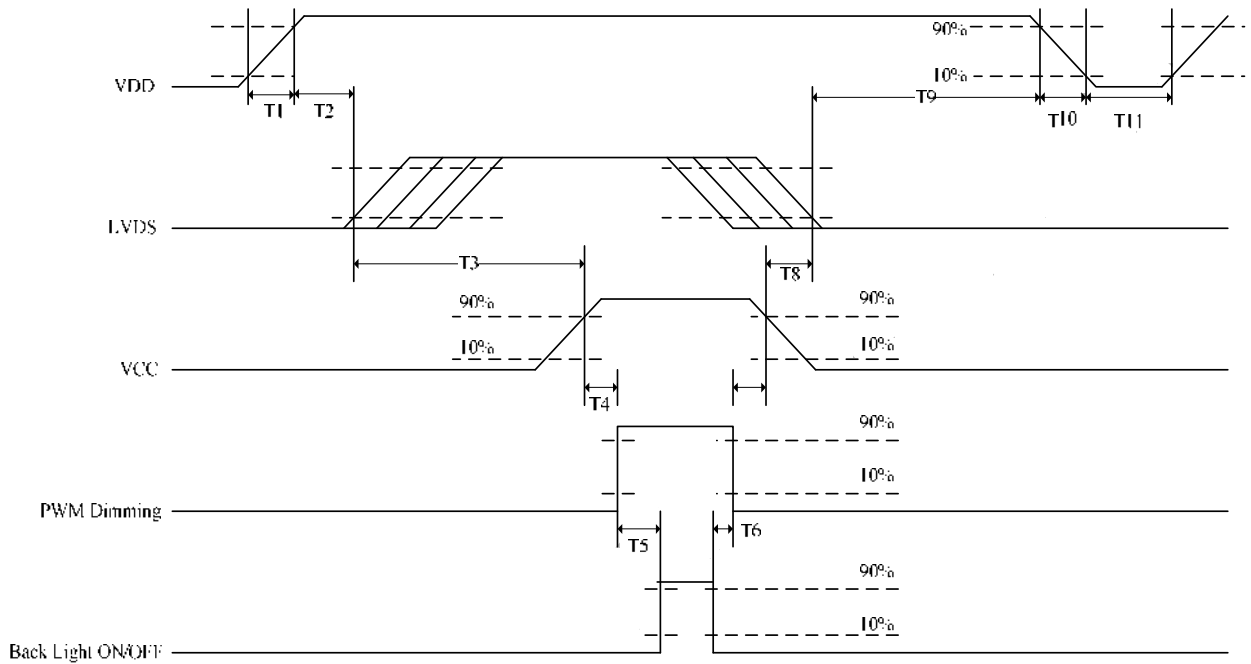 90%
10%
VDD
T1
T2
T9
T10
T11
LVDS
T3
T8
90%
10%
90%
10%
VCC
T4
90%
10%
PWM Dimming
T5
T6
90%
10%
Back Light ON/OFF